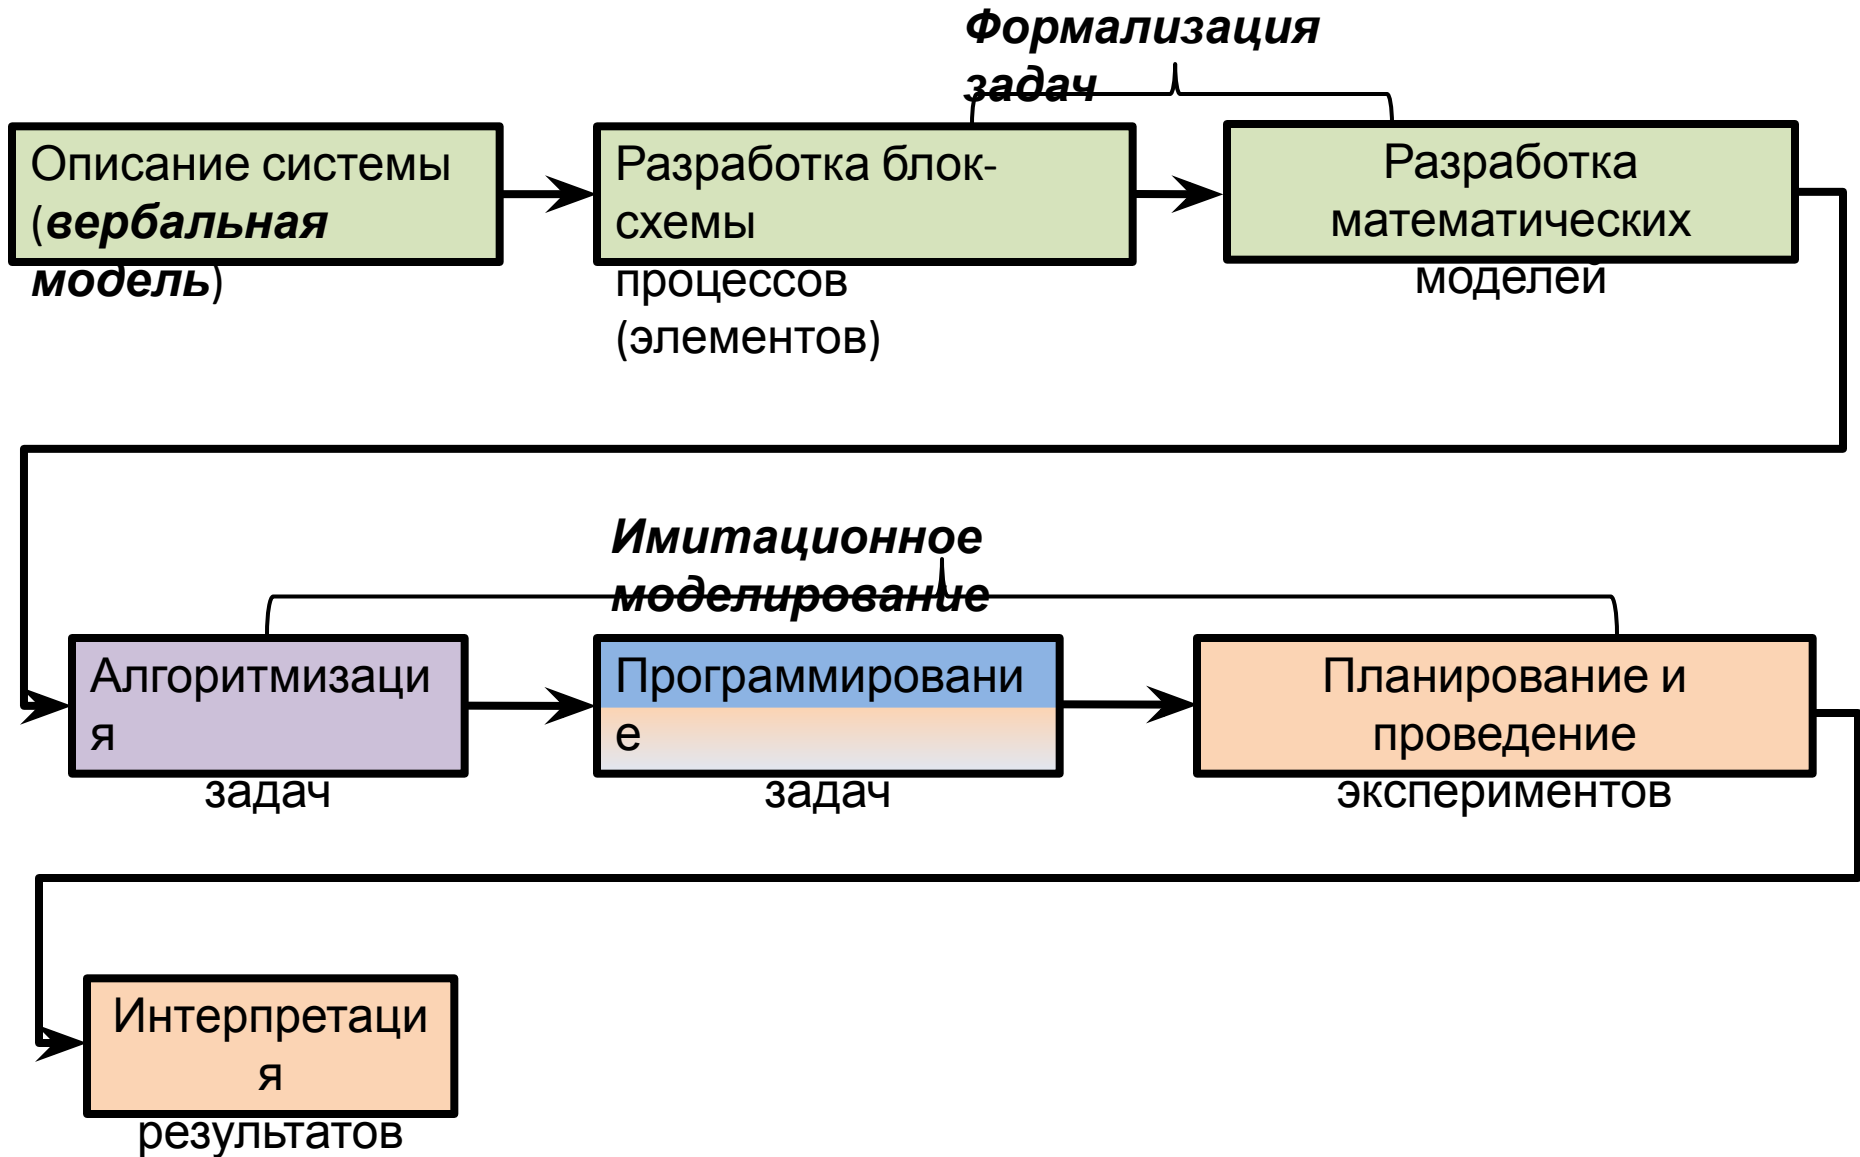 Формализация
задач
Описание системы
(вербальная
модель)
Разработка блок-
схемы
процессов
(элементов)
Разработка
математических
моделей
Имитационное
моделирование
Алгоритмизаци
я
задач
Программировани
е
задач
Планирование и
проведение
экспериментов
Интерпретаци
я
результатов